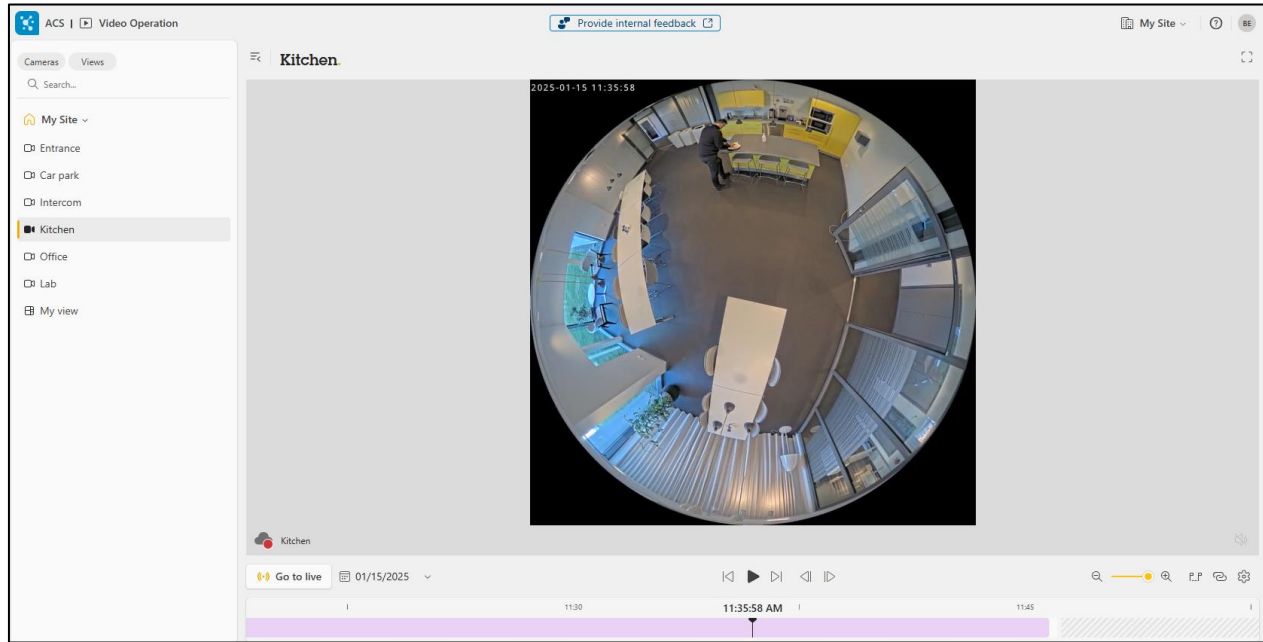 ACS | Video Operation
Provide internal feedback
My Site
BE
Cameras Views
Search...
My Site
Entrance
Car park
Intercom
Kitchen
Office
Lab
My view
Kitchen.
2025-01-15 11:35:58
Kitchen
Go to live
01/15/2025
11:30
11:35:58 AM
11:45